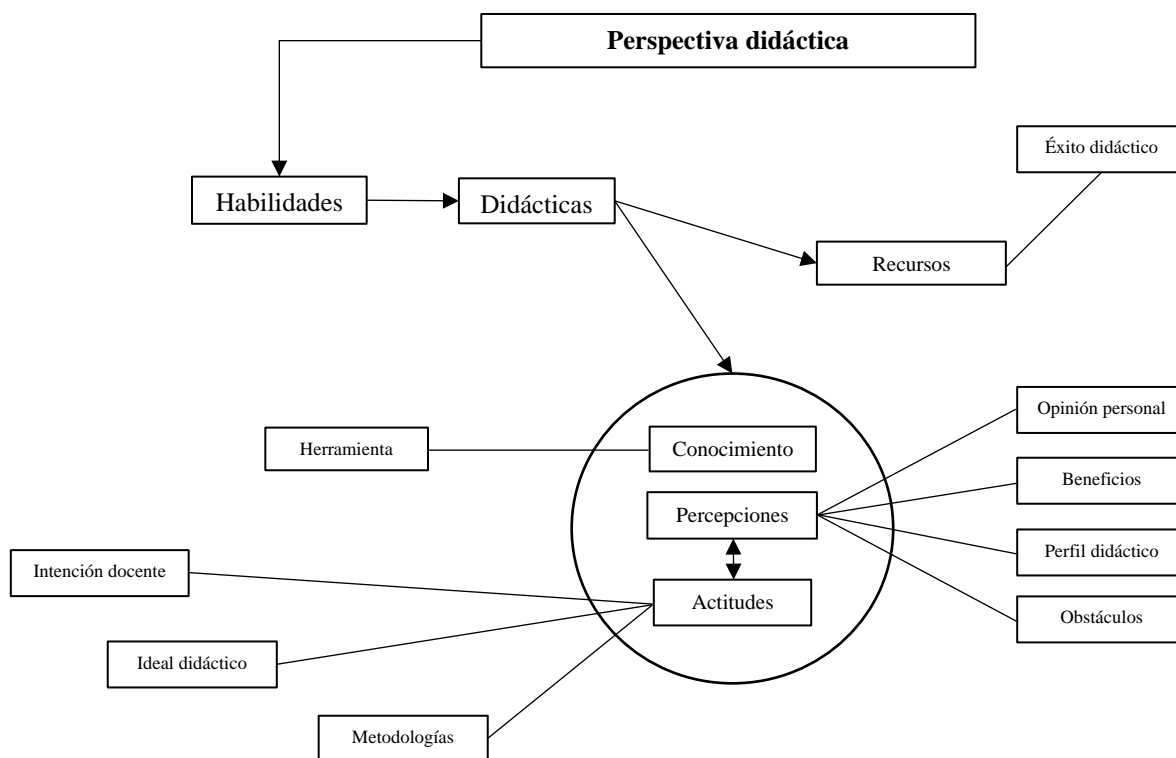 Perspectiva didáctica
Éxito didáctico
Habilidades
Didácticas
Recursos
Opinión personal
Herramienta
Conocimiento
Beneficios
Percepciones
Perfil didáctico
Intención docente
Actitudes
Obstáculos
Ideal didáctico
Metodologías